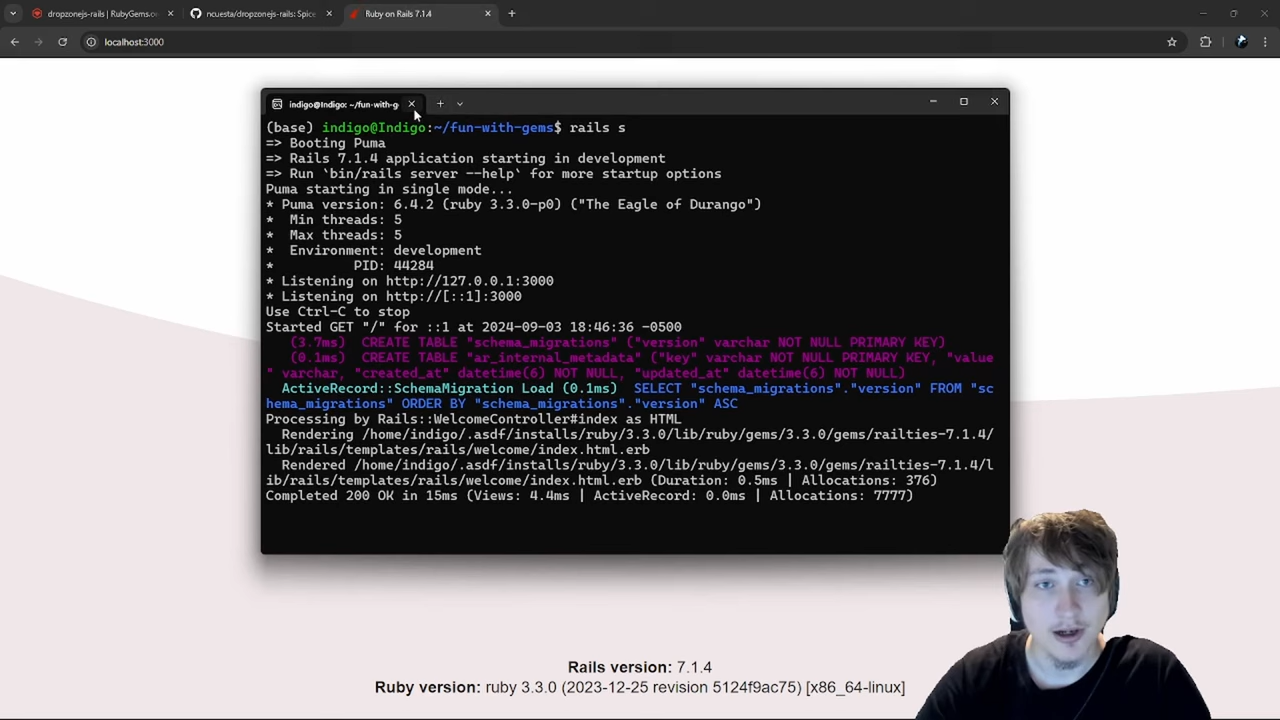 dropzonejs-rails | RubyGems.o
ncuesta/dropzonejs-rails: Spice
Ruby on Rails 7.1.4
localhost:3000
indigo@Indigo: ~/fun-with-g
(base) indigo@Indigo:~/fun-with-gems$ rails s
=> Booting Puma
=> Rails 7.1.4 application starting in development
=> Run `bin/rails server --help` for more startup options
Puma starting in single mode...
* Puma version: 6.4.2 (ruby 3.3.0-p0) ("The Eagle of Durango")
*  Min threads: 5
*  Max threads: 5
*  Environment: development
*          PID: 44284
* Listening on http://127.0.0.1:3000
* Listening on http://[::1]:3000
Use Ctrl-C to stop
Started GET "/" for ::1 at 2024-09-03 18:46:36 -0500
   (3.7ms)  CREATE TABLE "schema_migrations" ("version" varchar NOT NULL PRIMARY KEY)
   (0.1ms)  CREATE TABLE "ar_internal_metadata" ("key" varchar NOT NULL PRIMARY KEY, "value
" varchar, "created_at" datetime(6) NOT NULL, "updated_at" datetime(6) NOT NULL)
  ActiveRecord::SchemaMigration Load (0.1ms)  SELECT "schema_migrations"."version" FROM "sc
hema_migrations" ORDER BY "schema_migrations"."version" ASC
Processing by Rails::WelcomeController#index as HTML
  Rendering /home/indigo/.asdf/installs/ruby/3.3.0/lib/ruby/gems/3.3.0/gems/railties-7.1.4/
lib/rails/templates/rails/welcome/index.html.erb
  Rendered /home/indigo/.asdf/installs/ruby/3.3.0/lib/ruby/gems/3.3.0/gems/railties-7.1.4/l
ib/rails/templates/rails/welcome/index.html.erb (Duration: 0.5ms | Allocations: 376)
Completed 200 OK in 15ms (Views: 4.4ms | ActiveRecord: 0.0ms | Allocations: 7777)
Rails version: 7.1.4
Ruby version: ruby 3.3.0 (2023-12-25 revision 5124f9ac75) [x86_64-linux]